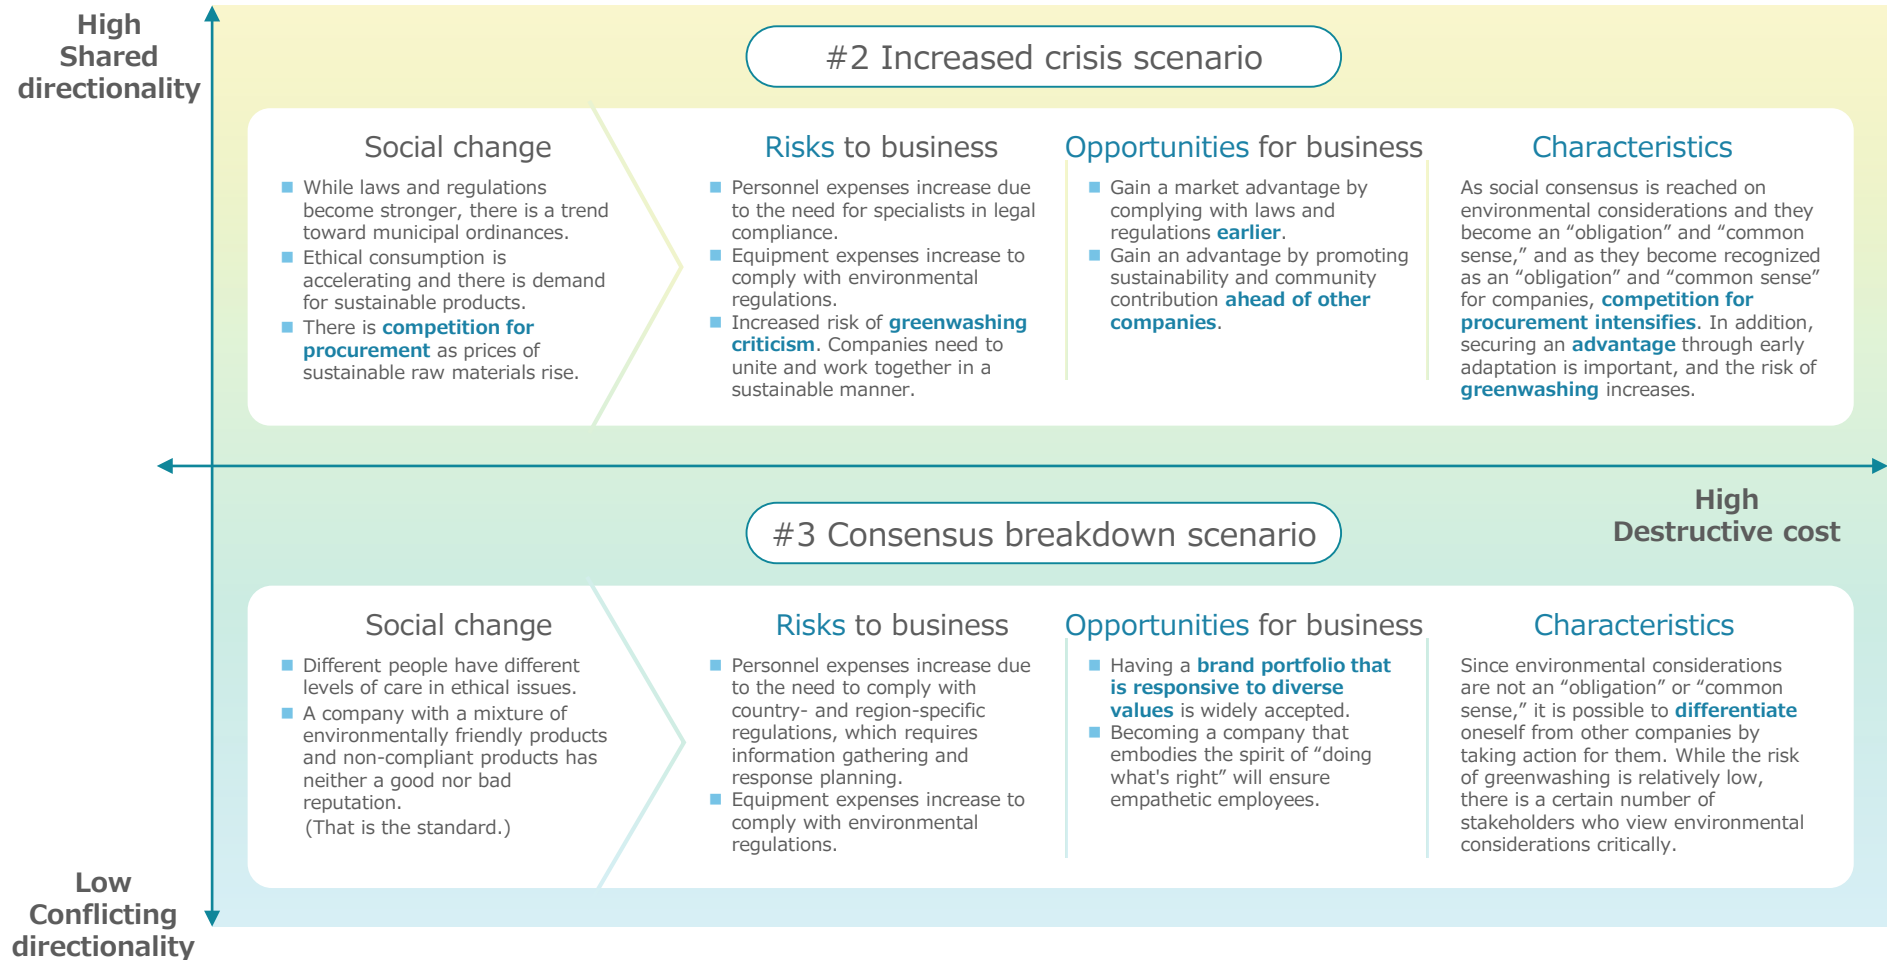 High
Shared
directionality
#2 Increased crisis scenario
Social change
While laws and regulations
become stronger, there is a trend
toward municipal ordinances.
Ethical consumption is
accelerating and there is demand
for sustainable products.
There is competition for
procurement as prices of
sustainable raw materials rise.
Risks to business
Personnel expenses increase due
to the need for specialists in legal
compliance.
Equipment expenses increase to
comply with environmental
regulations.
Increased risk of greenwashing
criticism. Companies need to
unite and work together in a
sustainable manner.
Opportunities for business
Gain a market advantage by
complying with laws and
regulations earlier.
Gain an advantage by promoting
sustainability and community
contribution ahead of other
companies.
Characteristics
As social consensus is reached on
environmental considerations and they
become an “obligation” and “common
sense,” and as they become recognized
as an “obligation” and “common sense”
for companies, competition for
procurement intensifies. In addition,
securing an advantage through early
adaptation is important, and the risk of
greenwashing increases.
High
Destructive cost
#3 Consensus breakdown scenario
Social change
Different people have different
levels of care in ethical issues.
A company with a mixture of
environmentally friendly products
and non-compliant products has
neither a good nor bad
reputation.
(That is the standard.)
Risks to business
Personnel expenses increase due
to the need to comply with
country- and region-specific
regulations, which requires
information gathering and
response planning.
Equipment expenses increase to
comply with environmental
regulations.
Opportunities for business
Having a brand portfolio that
is responsive to diverse
values is widely accepted.
Becoming a company that
embodies the spirit of “doing
what's right” will ensure
empathetic employees.
Characteristics
Since environmental considerations
are not an “obligation” or “common
sense,” it is possible to differentiate
oneself from other companies by
taking action for them. While the risk
of greenwashing is relatively low,
there is a certain number of
stakeholders who view environmental
considerations critically.
Low
Conflicting
directionality